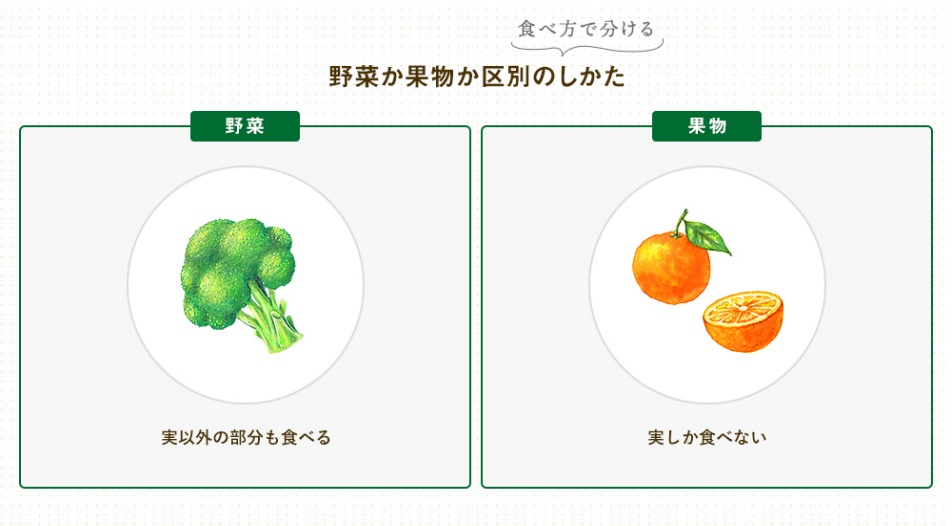 食べ方で分ける
野菜か果物か区別のしかた
野菜
果物
実以外の部分も食べる
実しか食べない